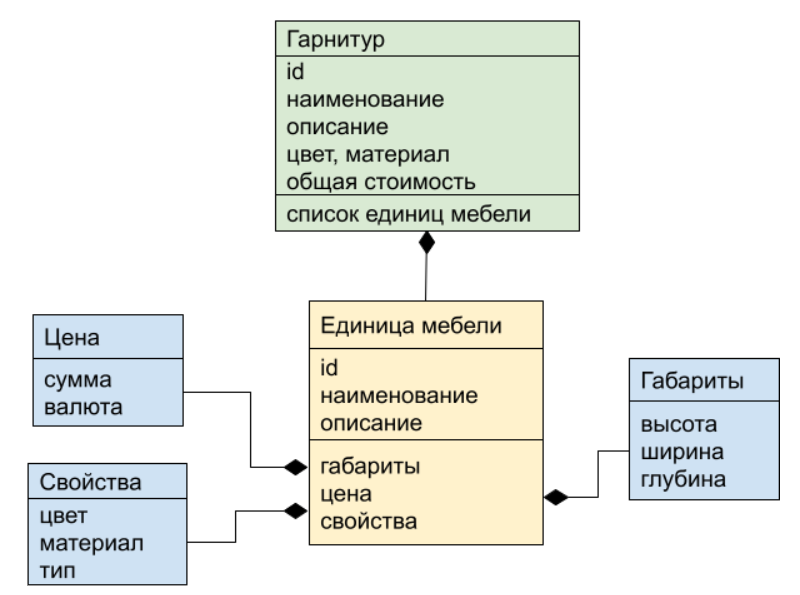 Гарнитур
id
наименование
описание
цвет, материал
общая стоимость
список единиц мебели
Единица мебели
id
наименование
описание
габариты
цена
свойства
Цена
сумма
валюта
Свойства
цвет
материал
тип
Габариты
высота
ширина
глубина